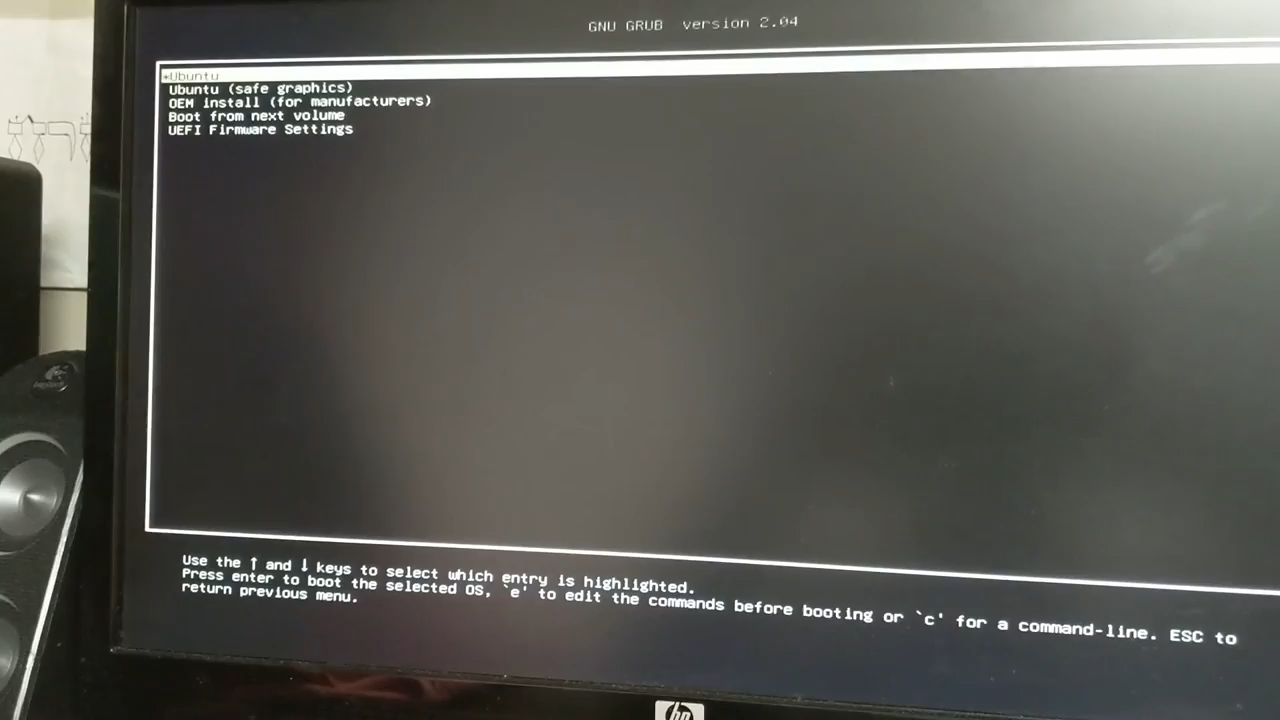 GNU GRUB version 2.04
*Ubuntu
Ubuntu (safe graphics)
OEM install (for manufacturers)
Boot from next volume
UEFI Firmware Settings
Use the ↑ and ↓ keys to select which entry is highlighted.
Press enter to boot the selected OS, `e' to edit the commands before booting or `c' for a command-line. ESC to
return previous menu.
hp